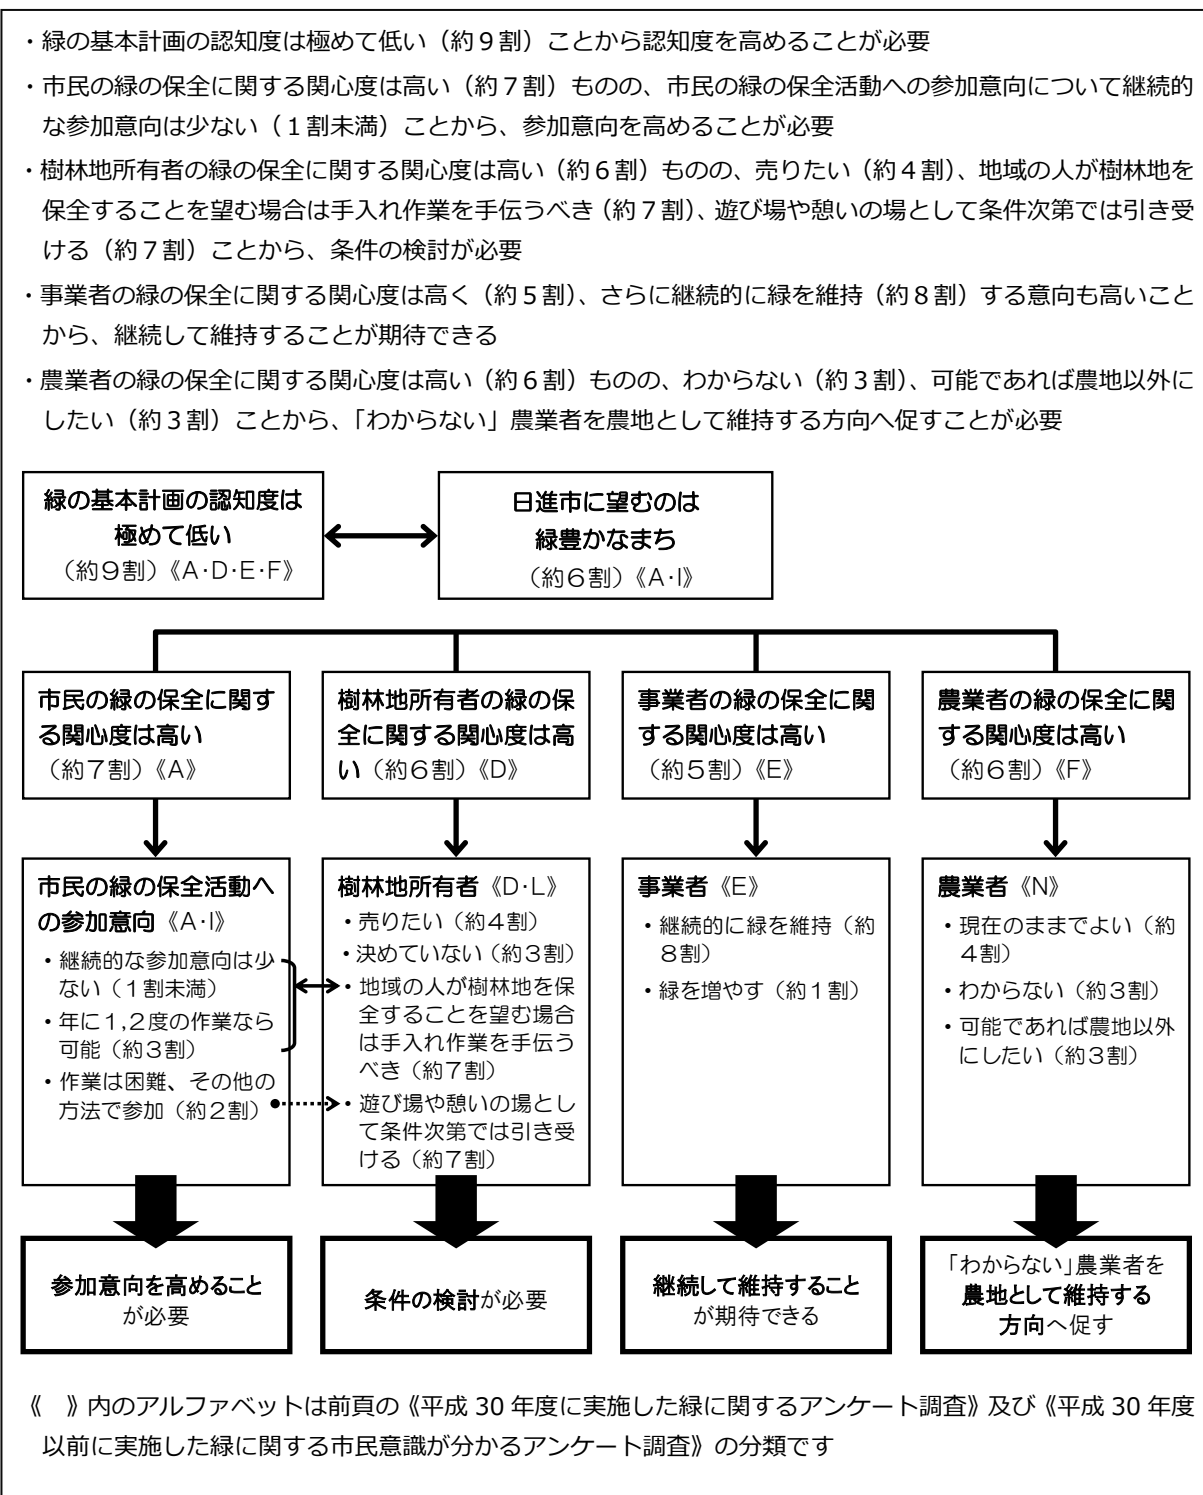 ・緑の基本計画の認知度は極めて低い（約９割）ことから認知度を高めることが必要
・市民の緑の保全に関する関心度は高い（約７割）ものの、市民の緑の保全活動への参加意向について継続的
な参加意向は少ない（１割未満）ことから、参加意向を高めることが必要
・樹林地所有者の緑の保全に関する関心度は高い（約６割）ものの、売りたい（約４割）、地域の人が樹林地を
保全することを望む場合は手入れ作業を手伝うべき（約７割）、遊び場や憩いの場として条件次第では引き受
ける（約７割）ことから、条件の検討が必要
・事業者の緑の保全に関する関心度は高く（約５割）、さらに継続的に緑を維持（約８割）する意向も高いこと
から、継続して維持することが期待できる
・農業者の緑の保全に関する関心度は高い（約６割）ものの、わからない（約３割）、可能であれば農地以外に
したい（約３割）ことから、「わからない」農業者を農地として維持する方向へ促すことが必要
緑の基本計画の認知度は
極めて低い
（約９割）《A・D・E・F》
日進市に望むのは
緑豊かなまち
（約６割）《A・I》
市民の緑の保全に関す
る関心度は高い
（約７割）《A》
樹林地所有者の緑の保
全に関する関心度は高
い（約６割）《D》
事業者の緑の保全に関
する関心度は高い
（約５割）《E》
農業者の緑の保全に関
する関心度は高い
（約６割）《F》
市民の緑の保全活動へ
の参加意向《A・I》
・継続的な参加意向は少
ない（１割未満）
・年に１,２度の作業なら
可能（約３割）
・作業は困難、その他の
方法で参加（約２割）
樹林地所有者《D・L》
・売りたい（約４割）
・決めていない（約３割）
・地域の人が樹林地を保
全することを望む場合
は手入れ作業を手伝う
べき（約７割）
・遊び場や憩いの場とし
て条件次第では引き受
ける（約７割）
事業者《E》
・継続的に緑を維持（約
８割）
・緑を増やす（約１割）
農業者《N》
・現在のままでよい（約
４割）
・わからない（約３割）
・可能であれば農地以外
にしたい（約３割）
参加意向を高めること
が必要
条件の検討が必要
継続して維持すること
が期待できる
「わからない」農業者を
農地として維持する
方向へ促す
《　》内のアルファベットは前頁の《平成 30 年度に実施した緑に関するアンケート調査》及び《平成 30 年度
以前に実施した緑に関する市民意識が分かるアンケート調査》の分類です